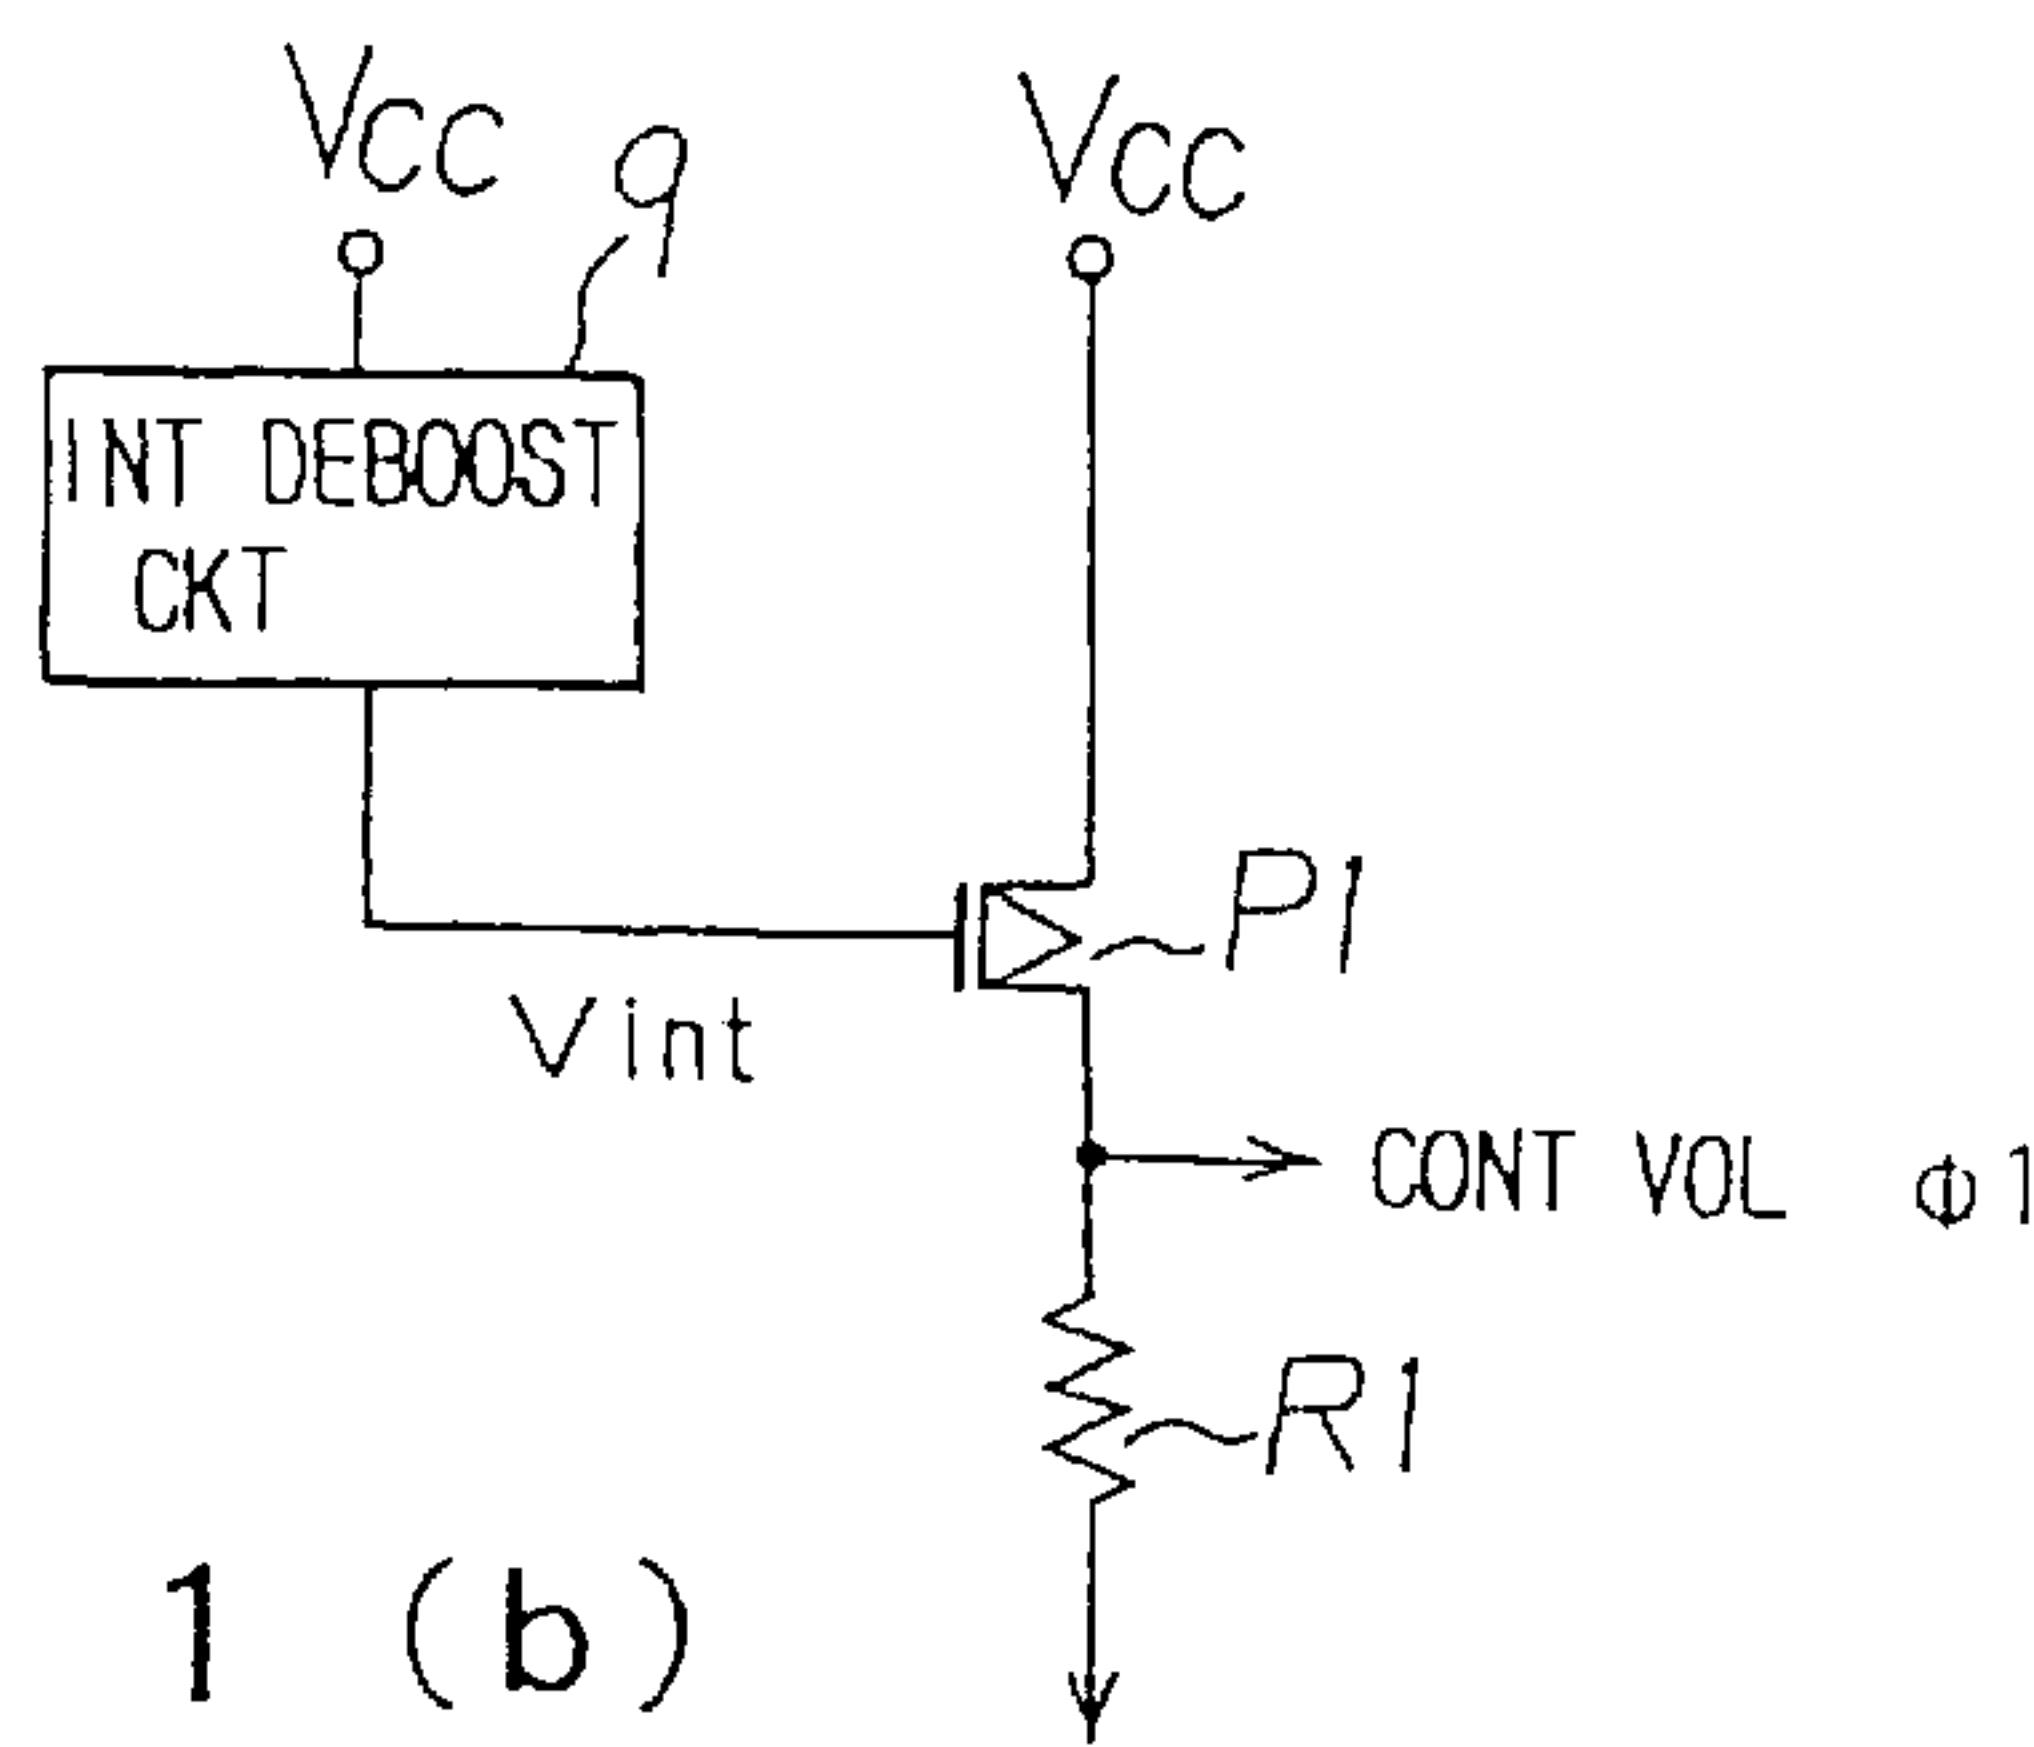 VCC
9
VCC
INT DEBOOST
CKT
P1
Vint
CONT VOL φ1
R1
1 (b)